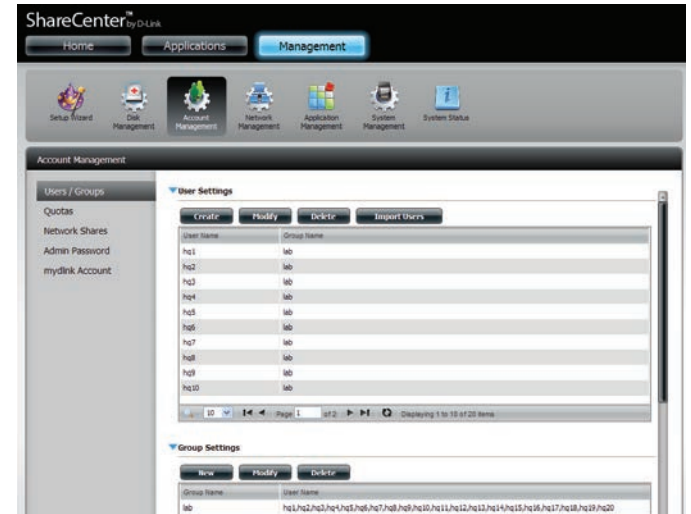 ShareCenter™ by D-Link
Home Applications Management
Setup Wizard Disk Management Account Management Network Management Application Management System Management System Status
Account Management
Users / Groups
Quotas
Network Shares
Admin Password
mydlink Account
User Settings
Create Modify Delete Import Users
User Name Group Name
hq1 lab
hq2 lab
hq3 lab
hq4 lab
hq5 lab
hq6 lab
hq7 lab
hq8 lab
hq9 lab
hq10 lab
10 Page 1 of 2 Displaying 1 to 10 of 20 items
Group Settings
New Modify Delete
Group Name User Name
lab hq1,hq2,hq3,hq4,hq5,hq6,hq7,hq8,hq9,hq10,hq11,hq12,hq13,hq14,hq15,hq16,hq17,hq18,hq19,hq20